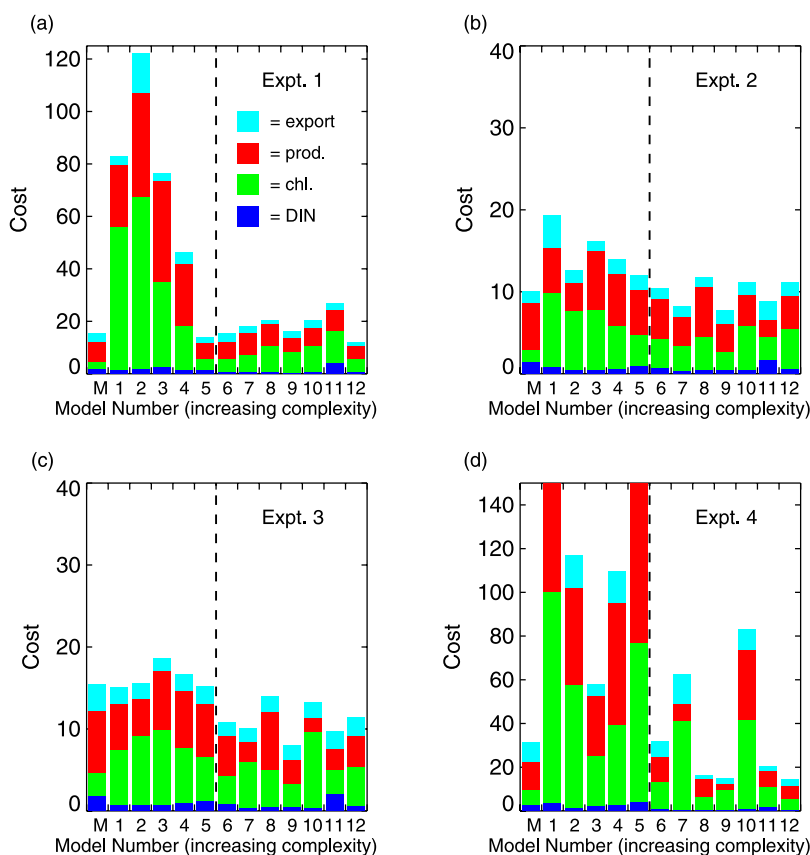 (a)
Expt. 1
= export
= prod.
= chl.
= DIN
Cost
0
20
40
60
80
100
120
M 1 2 3 4 5 6 7 8 9 10 11 12
Model Number (increasing complexity)
(b)
Expt. 2
Cost
0
10
20
30
40
M 1 2 3 4 5 6 7 8 9 10 11 12
Model Number (increasing complexity)
(c)
Expt. 3
Cost
0
10
20
30
40
M 1 2 3 4 5 6 7 8 9 10 11 12
Model Number (increasing complexity)
(d)
Expt. 4
Cost
0
20
40
60
80
100
120
140
M 1 2 3 4 5 6 7 8 9 10 11 12
Model Number (increasing complexity)